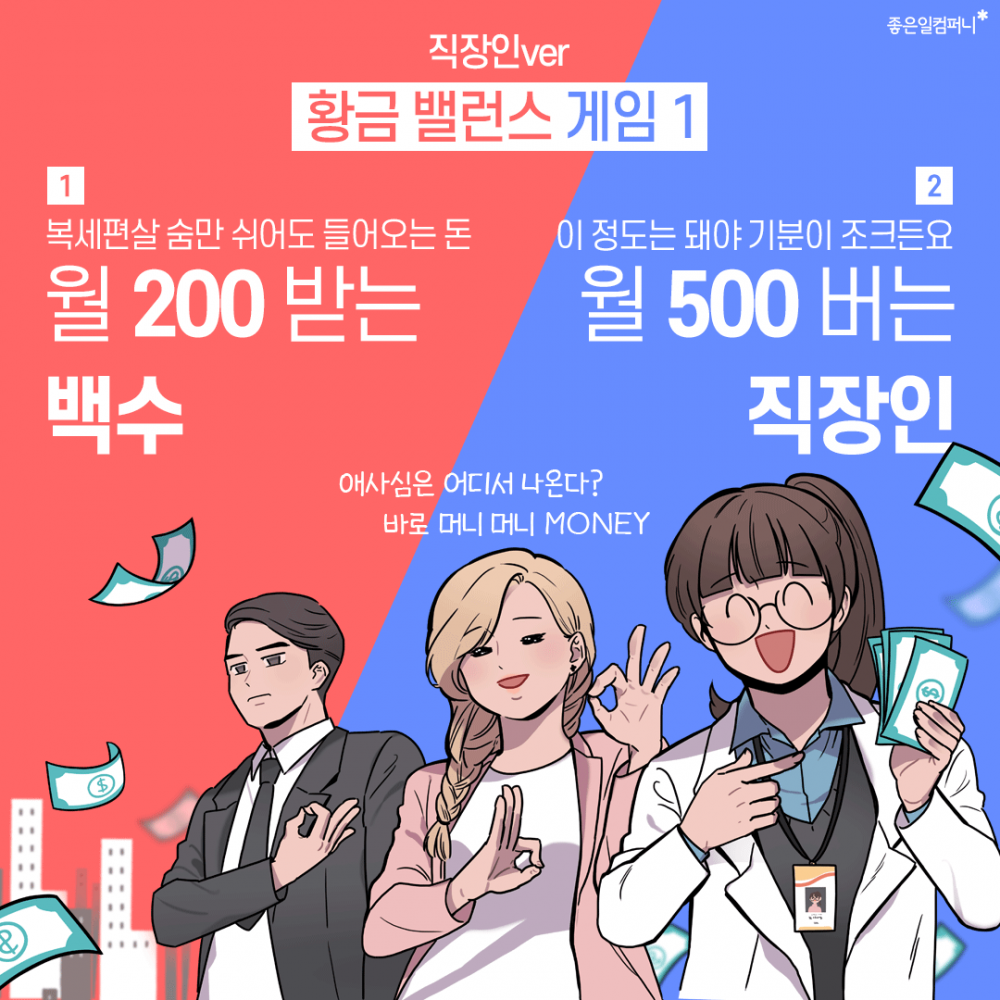 좋은일컴퍼니*
직장인ver
황금 밸런스 게임 1
1
복세편살 숨만 쉬어도 들어오는 돈
월 200 받는
백수
2
이 정도는 돼야 기분이 조크든요
월 500 버는
직장인
애사심은 어디서 나온다?
바로 머니 머니 MONEY
$
$
&